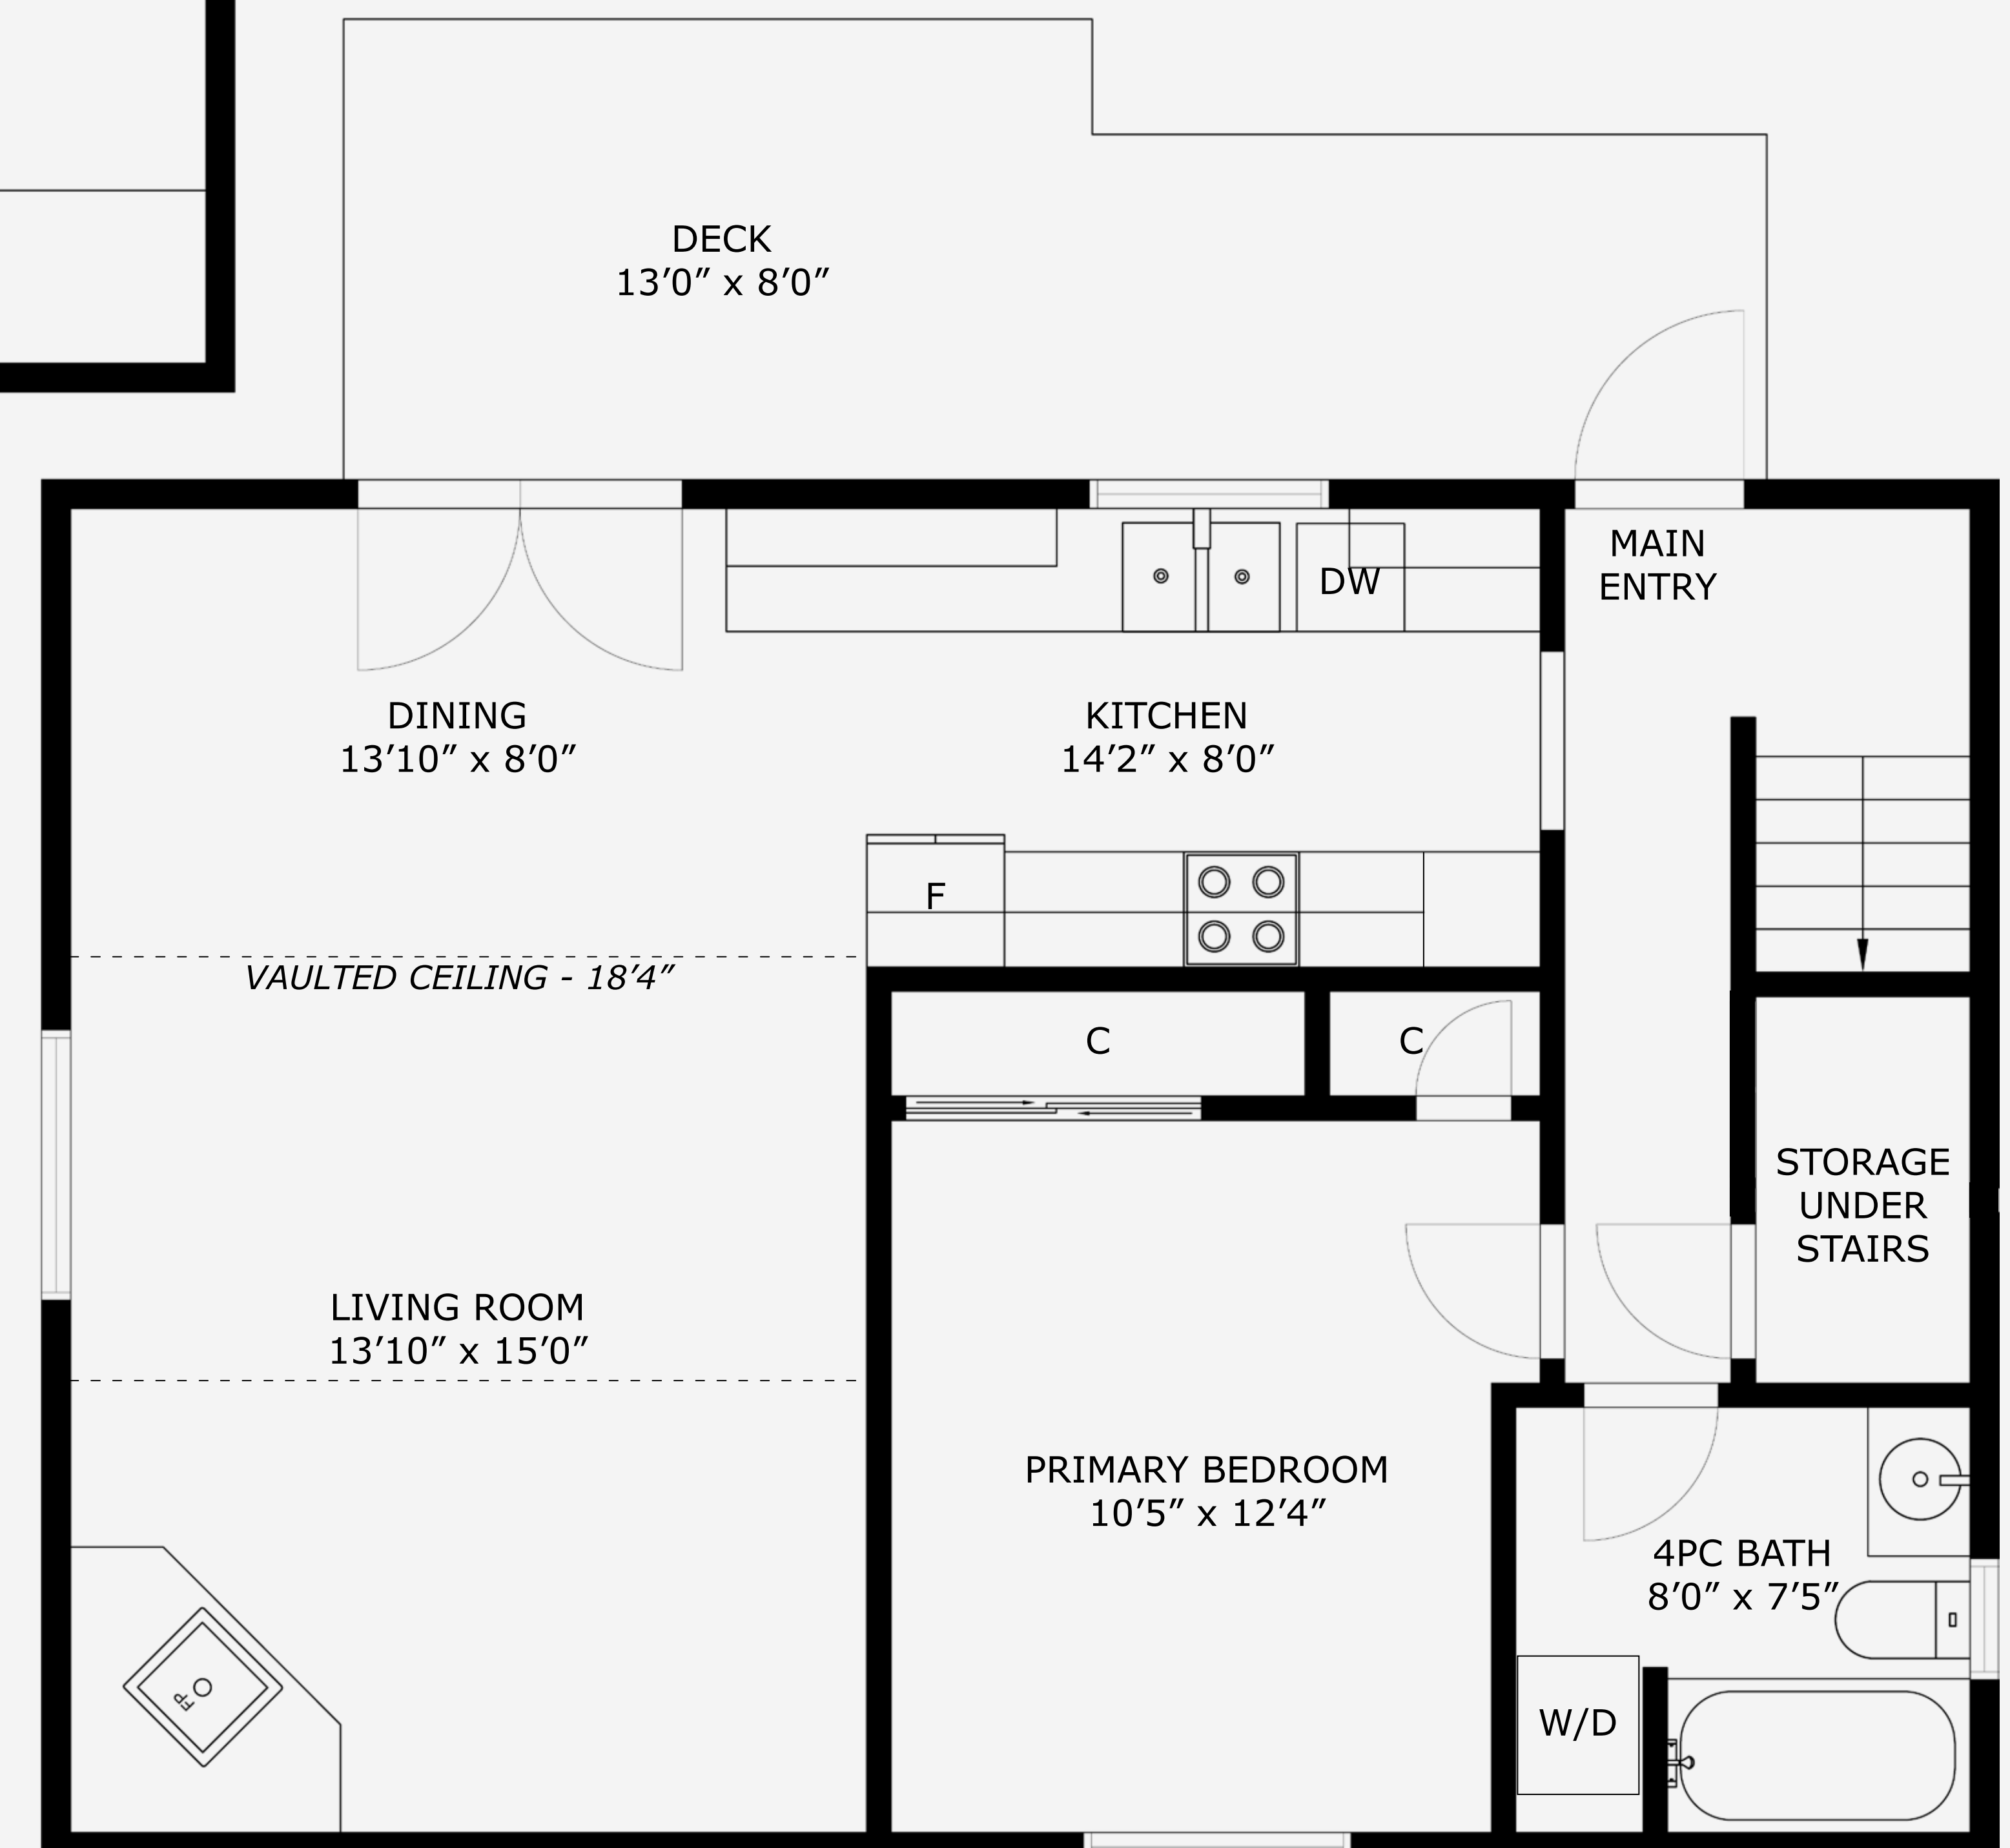 DECK
13’0” x 8’0”
MAIN
ENTRY
DW
DINING
13’10” x 8’0”
KITCHEN
14’2” x 8’0”
F
VAULTED CEILING - 18’4”
C
C
STORAGE
UNDER
STAIRS
LIVING ROOM
13’10” x 15’0”
PRIMARY BEDROOM
10’5” x 12’4”
4PC BATH
8’0” x 7’5”
FP
W/D